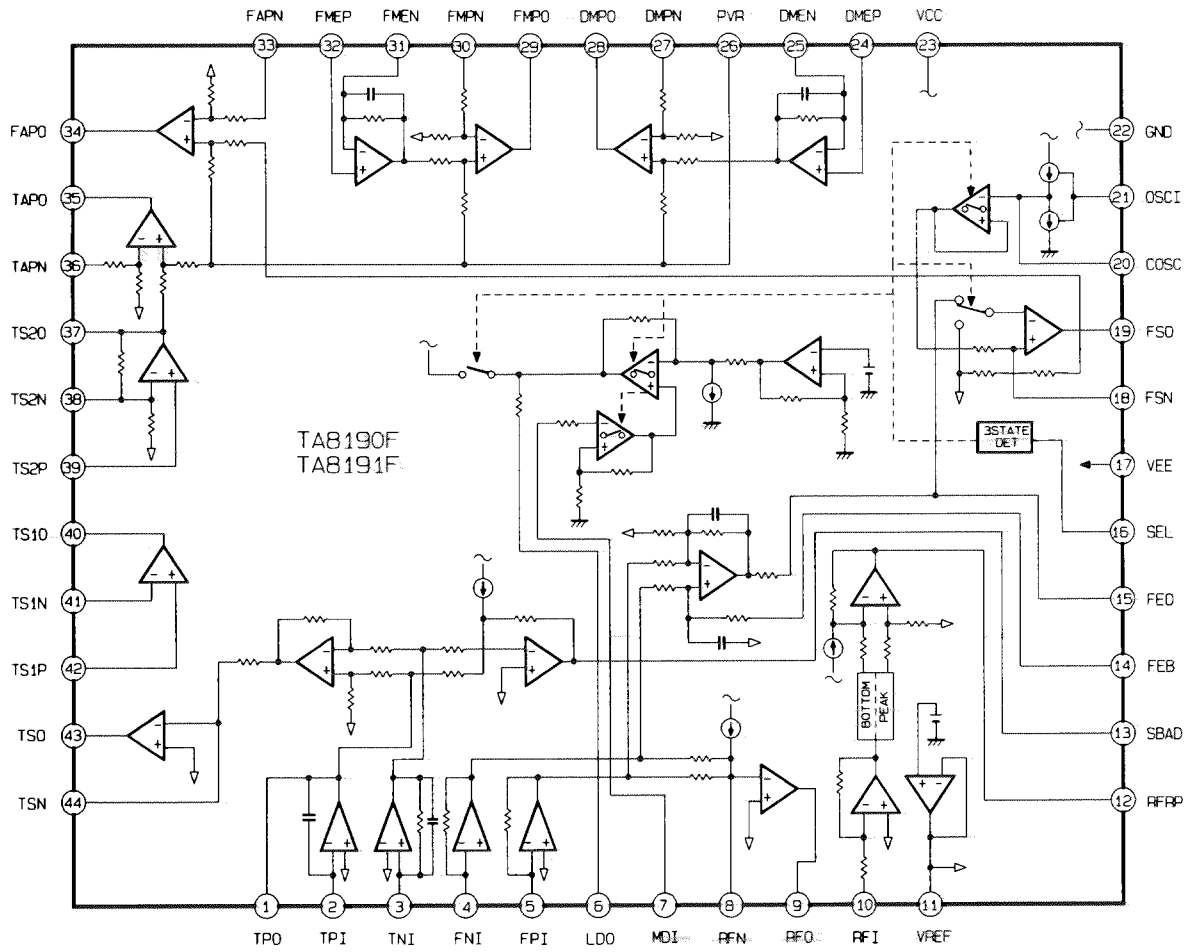 FAPN FMEP FMEN FMPN FMPO DMPO DMPN PVR DMEN DMEP VCC
33 32 31 30 29 28 27 26 25 24 23
FAPO 34
22 GND
TAPO 35
21 OSCI
TAPN 36
20 COSC
TS2O 37
19 FSO
TS2N 38
18 FSN
TA8190F
TA8191F
3STATE
DET
TS2P 39
17 VEE
TS1O 40
16 SEL
TS1N 41
15 FEO
TS1P 42
14 FEB
BOTTOM
PEAK
TSO 43
13 SBAD
TSN 44
12 RFRP
1 2 3 4 5 6 7 8 9 10 11
TPO TPI TNI FNI FPI LDO MDI RFN RFO RFI VREF